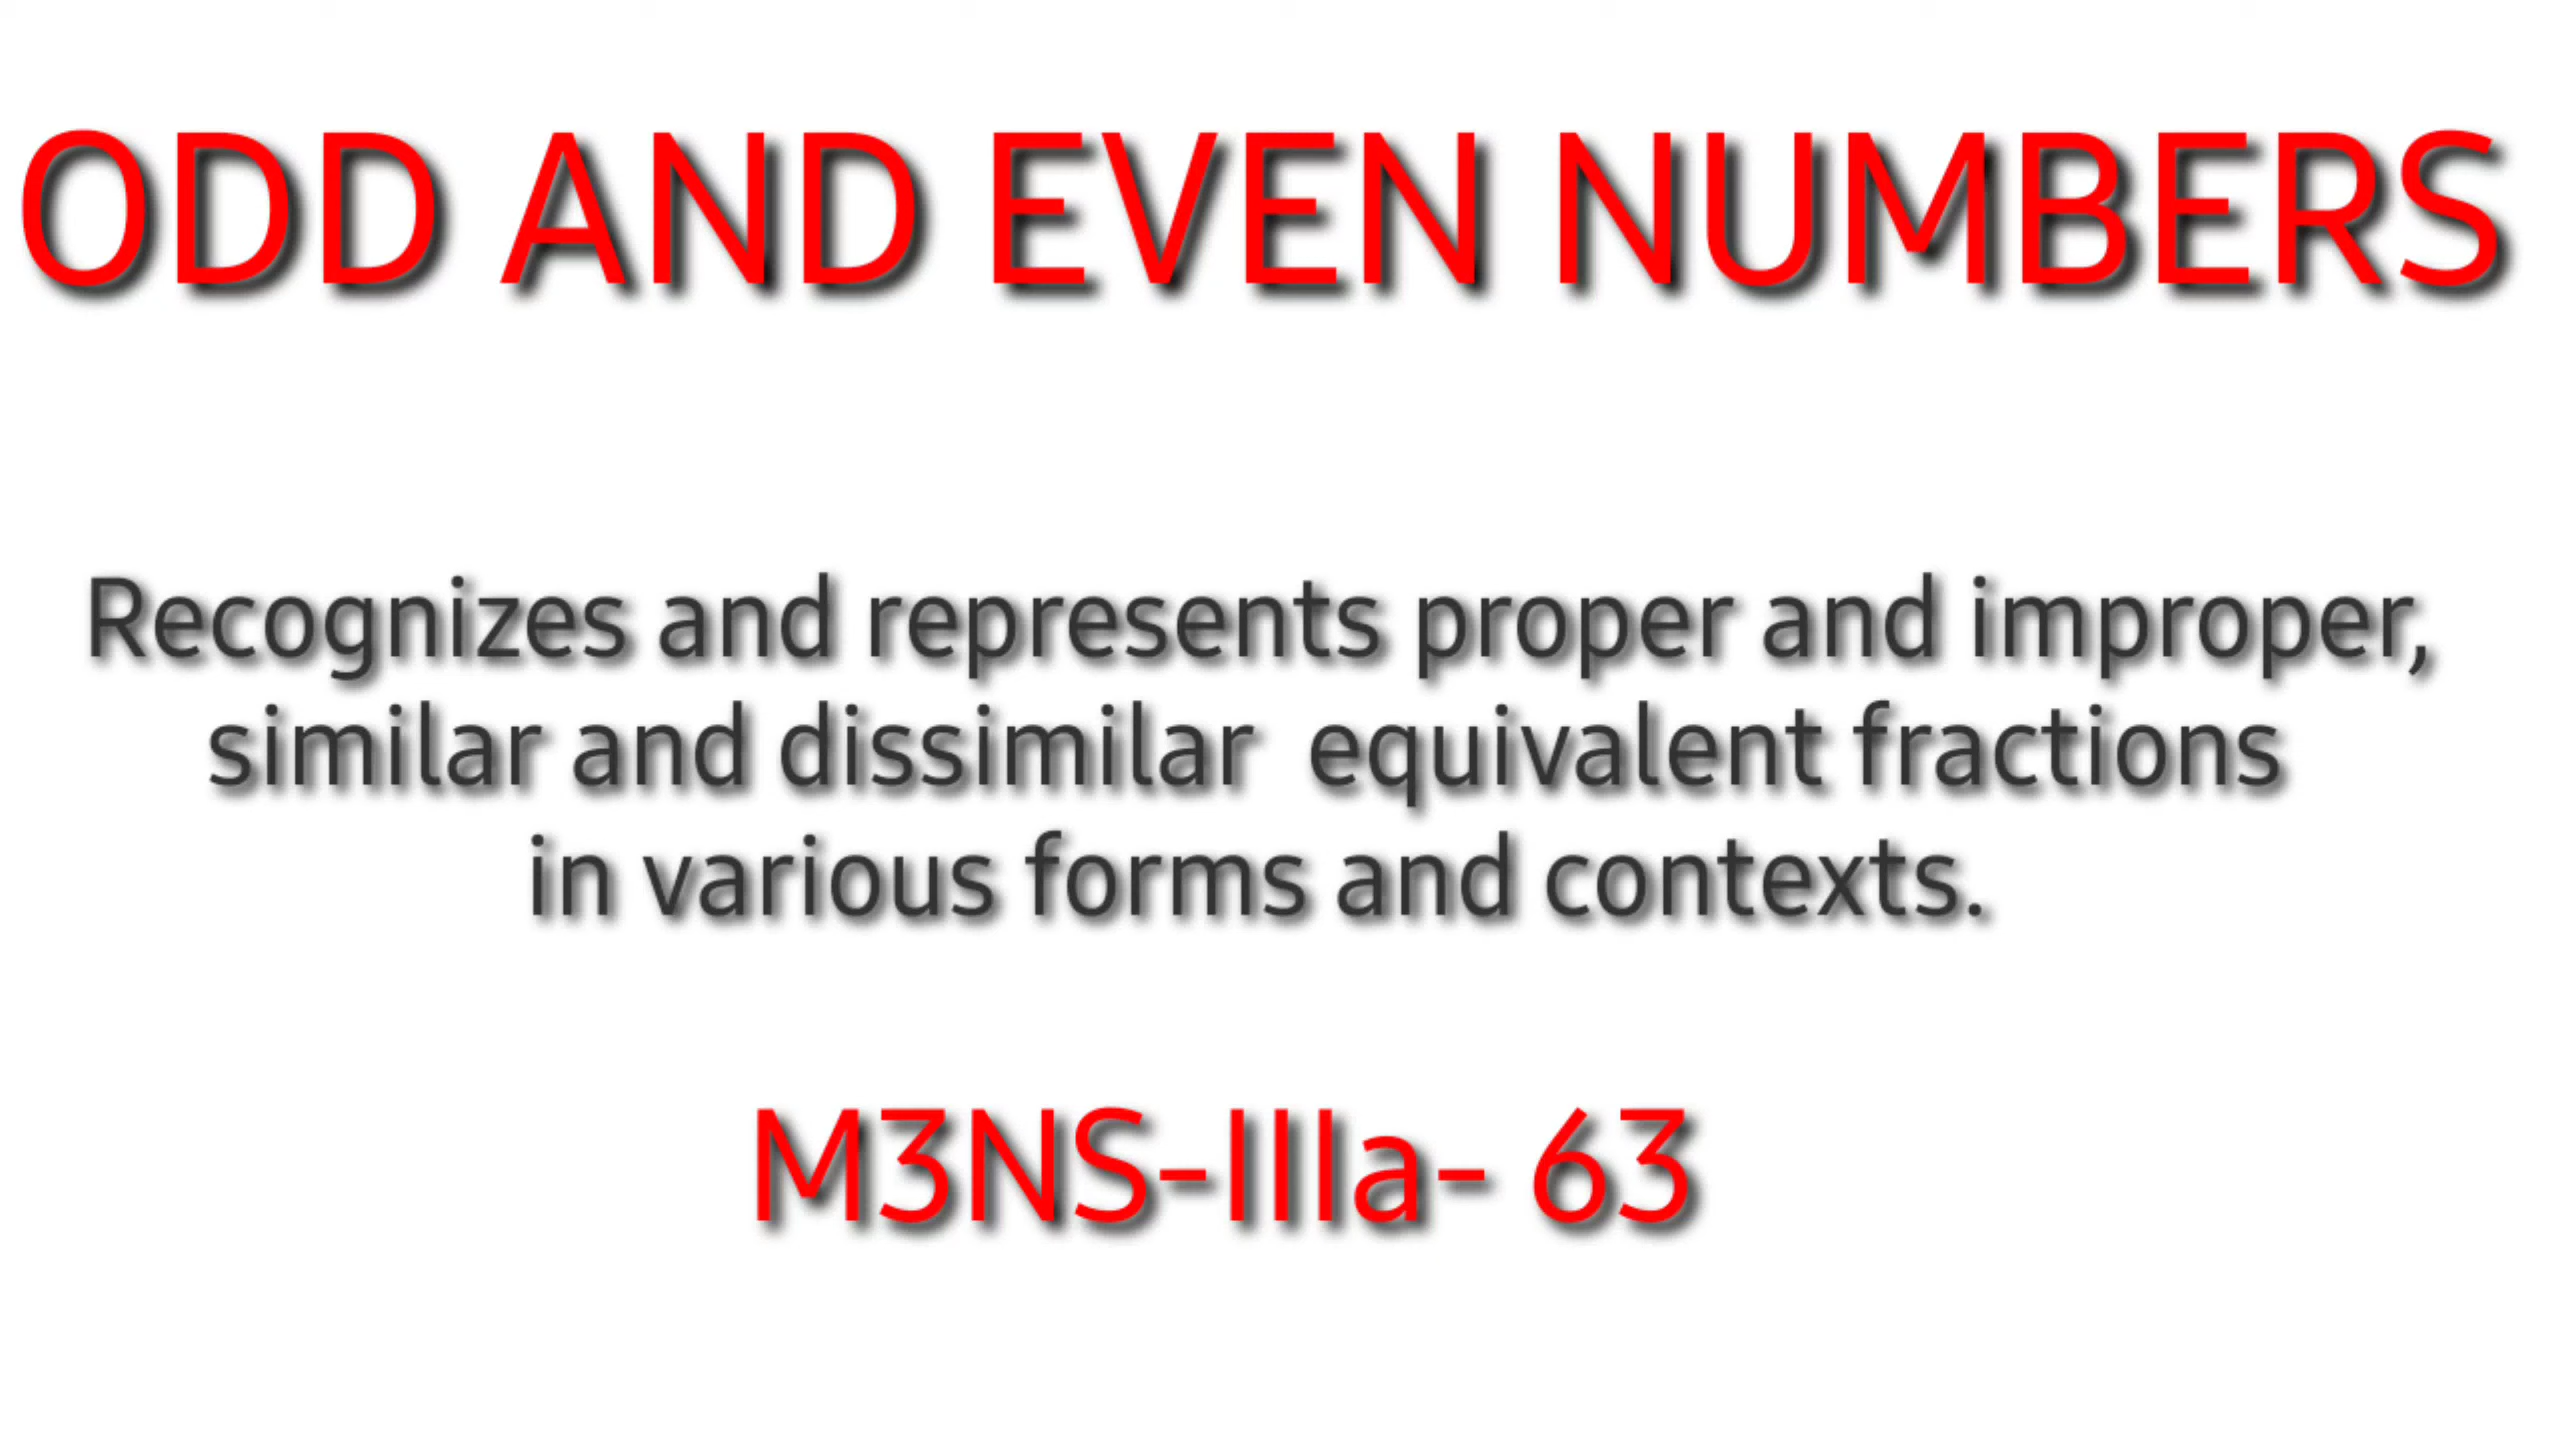 ODD AND EVEN NUMBERS
Recognizes and represents proper and improper,
similar and dissimilar  equivalent fractions
in various forms and contexts.
M3NS-IIIa- 63